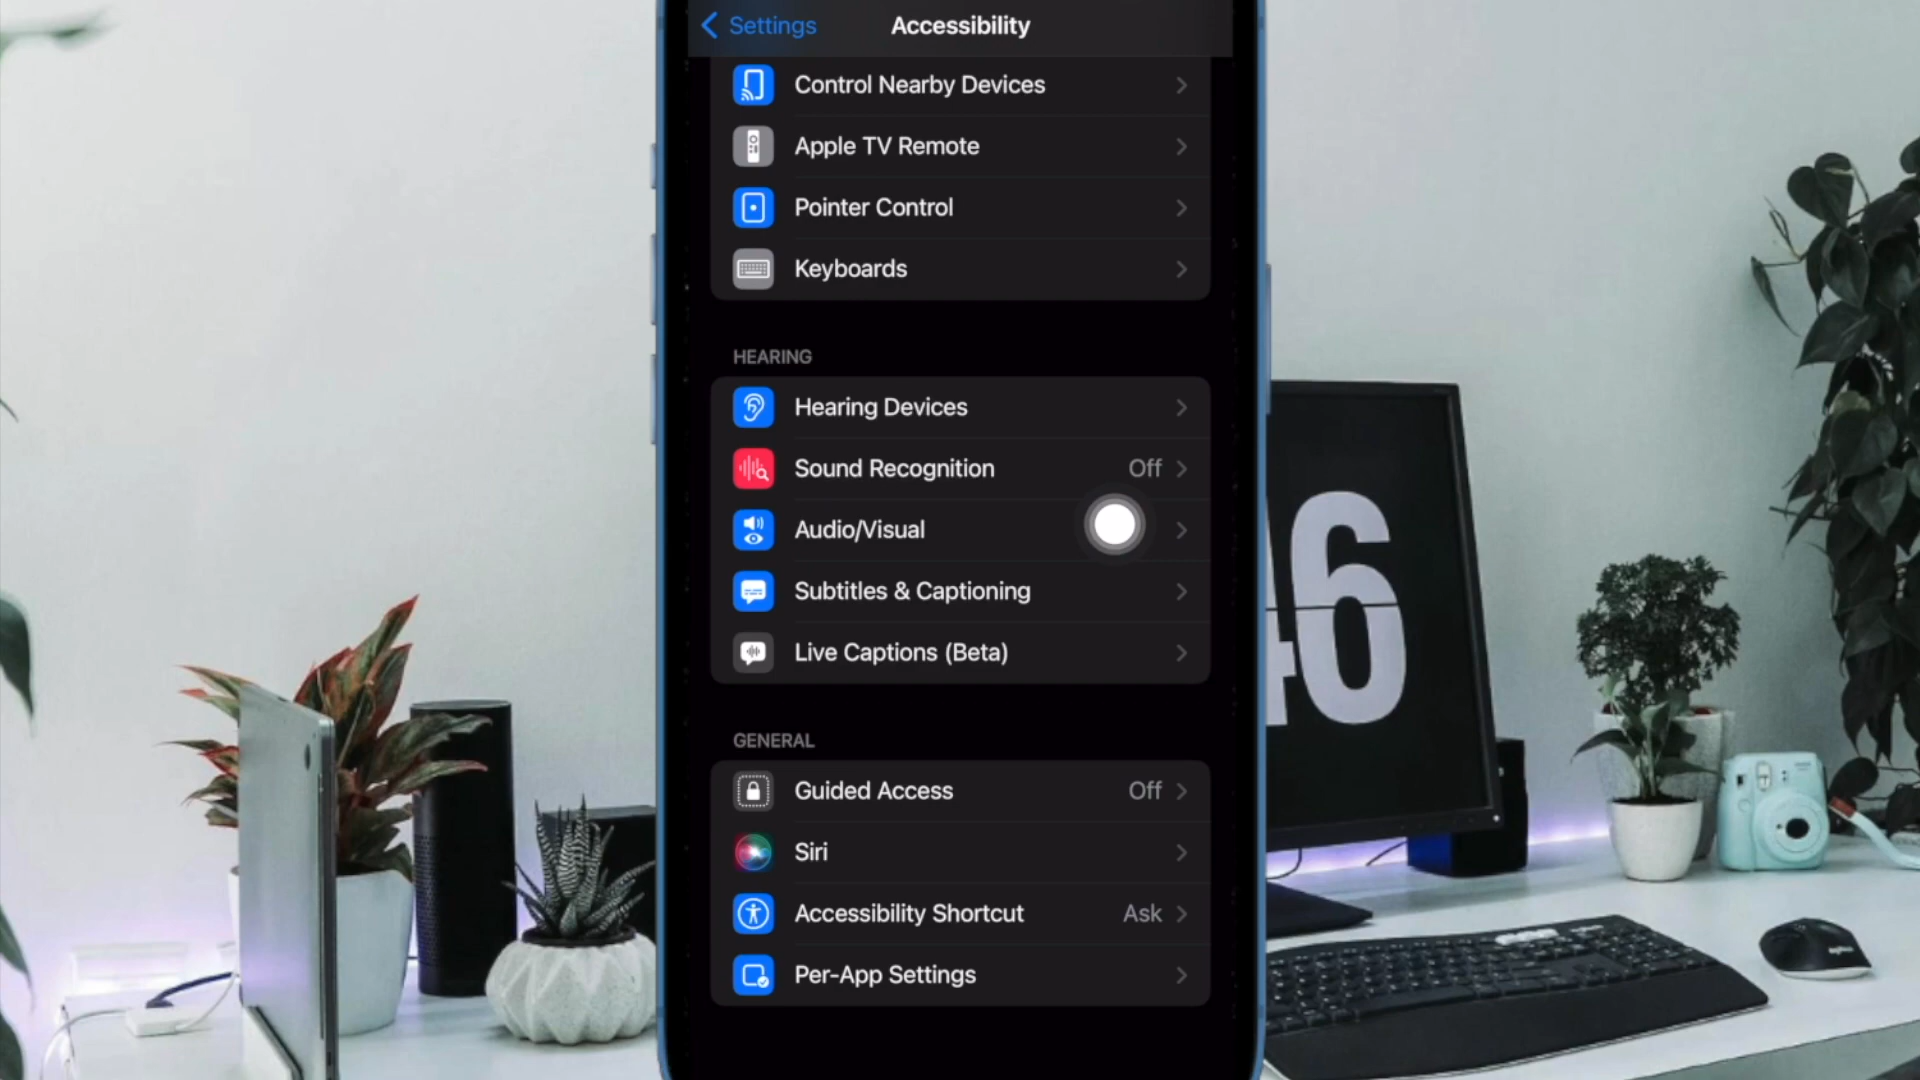 Settings
Accessibility
Control Nearby Devices
Apple TV Remote
Pointer Control
Keyboards
HEARING
Hearing Devices
Sound Recognition Off
Audio/Visual
Subtitles & Captioning
Live Captions (Beta)
GENERAL
Guided Access Off
Siri
Accessibility Shortcut Ask
Per-App Settings
46